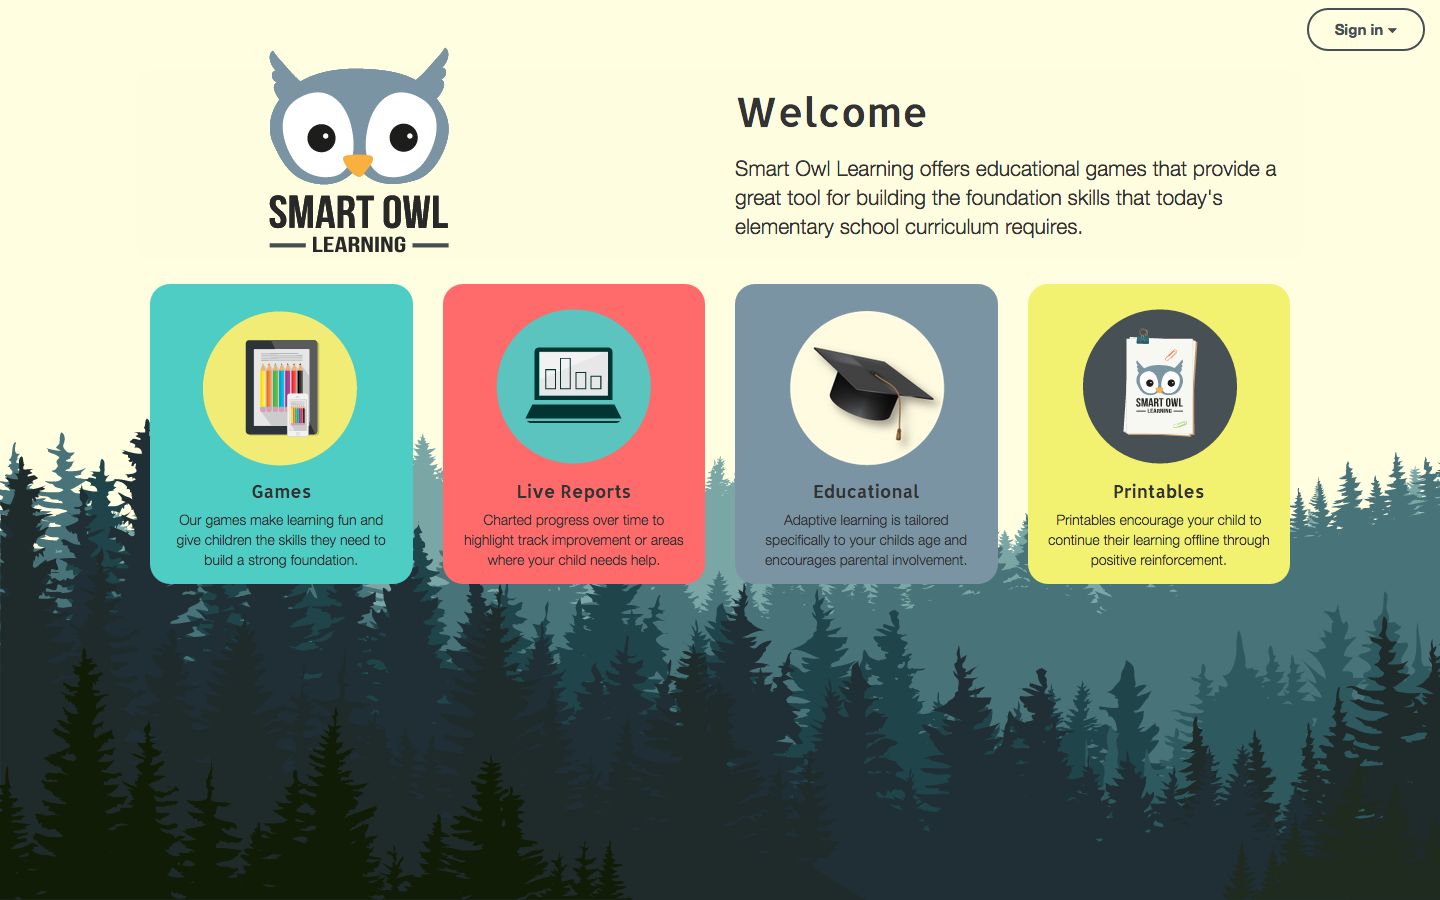 Sign in
SMART OWL
LEARNING
Welcome
Smart Owl Learning offers educational games that provide a
great tool for building the foundation skills that today's
elementary school curriculum requires.
Games
Our games make learning fun and
give children the skills they need to
build a strong foundation.
Live Reports
Charted progress over time to
highlight track improvement or areas
where your child needs help.
Educational
Adaptive learning is tailored
specifically to your childs age and
encourages parental involvement.
SMART OWL
LEARNING
Printables
Printables encourage your child to
continue their learning offline through
positive reinforcement.